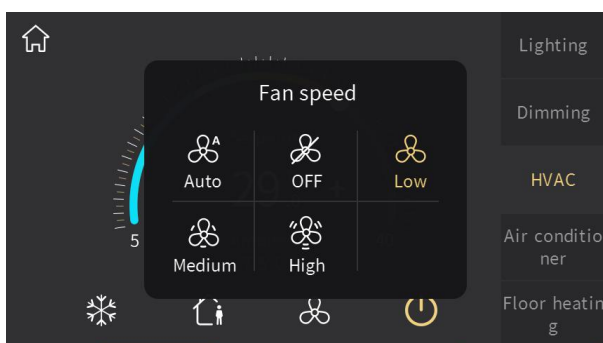 Lighting
Fan speed
Dimming
A
Auto
OFF
Low
HVAC
5
Medium
High
Air conditio
ner
Floor heatin
g